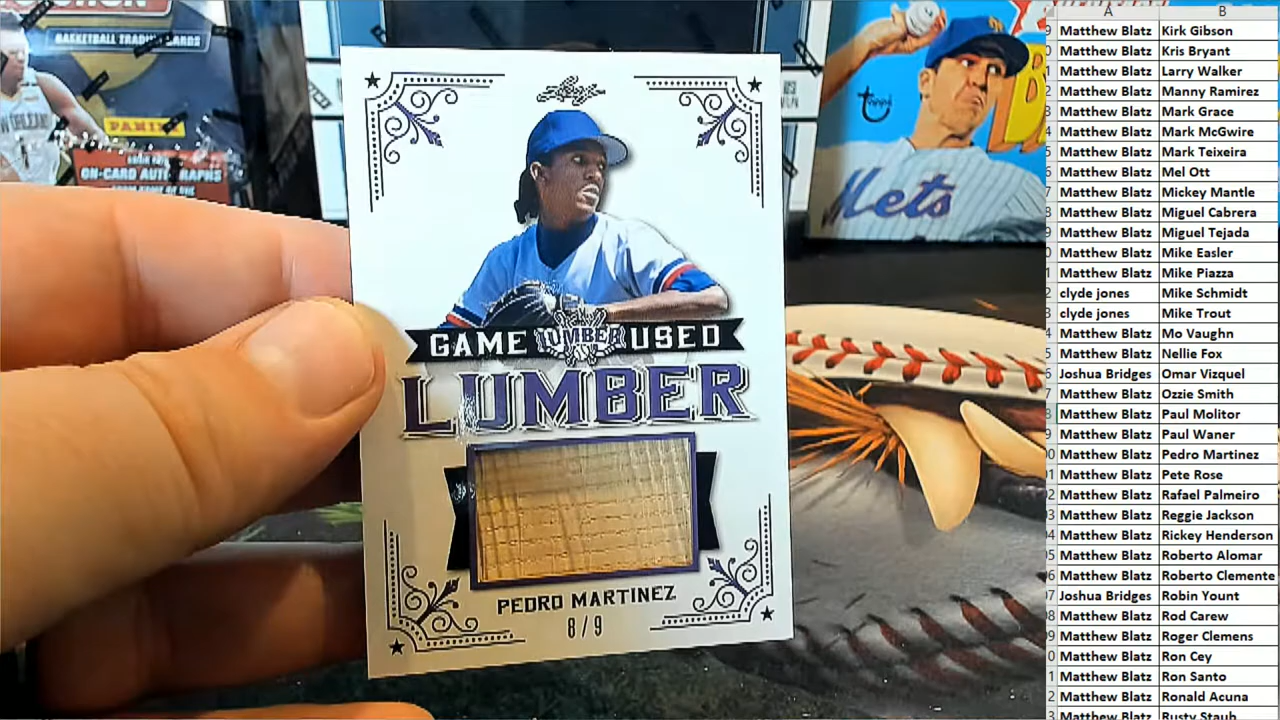 BASKETBALL TRADING CARDS
PANINI
ON-CARD AUTOGRAPHS
Topps
Mets
Leaf
GAME LUMBER USED
LUMBER
PEDRO MARTINEZ
8/9
A B
Matthew Blatz Kirk Gibson
Matthew Blatz Kris Bryant
Matthew Blatz Larry Walker
Matthew Blatz Manny Ramirez
Matthew Blatz Mark Grace
Matthew Blatz Mark McGwire
Matthew Blatz Mark Teixeira
Matthew Blatz Mel Ott
Matthew Blatz Mickey Mantle
Matthew Blatz Miguel Cabrera
Matthew Blatz Miguel Tejada
Matthew Blatz Mike Easler
Matthew Blatz Mike Piazza
clyde jones Mike Schmidt
clyde jones Mike Trout
Matthew Blatz Mo Vaughn
Matthew Blatz Nellie Fox
Joshua Bridges Omar Vizquel
Matthew Blatz Ozzie Smith
Matthew Blatz Paul Molitor
Matthew Blatz Paul Waner
Matthew Blatz Pedro Martinez
Matthew Blatz Pete Rose
Matthew Blatz Rafael Palmeiro
Matthew Blatz Reggie Jackson
Matthew Blatz Rickey Henderson
Matthew Blatz Roberto Alomar
Matthew Blatz Roberto Clemente
Joshua Bridges Robin Yount
Matthew Blatz Rod Carew
Matthew Blatz Roger Clemens
Matthew Blatz Ron Cey
Matthew Blatz Ron Santo
Matthew Blatz Ronald Acuna
Matthew Blatz Rusty Staub